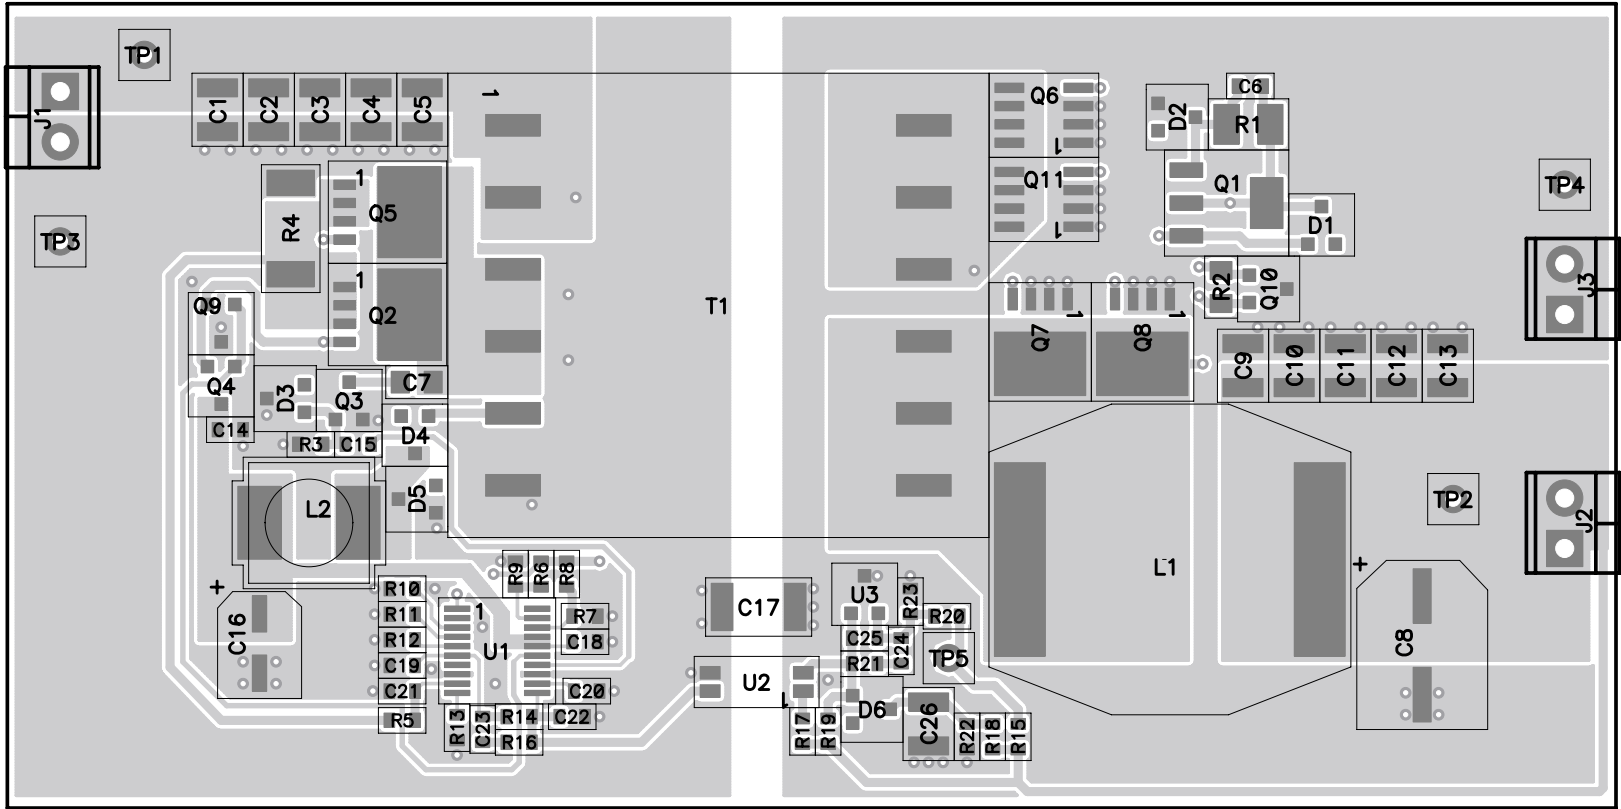 TP1
J1
C1 C2 C3 C4 C5
1
Q6
1
C6
D2
R1
TP3
R4
1
Q5
1
Q2
Q11
1
Q1
D1
TP4
Q9
T1
R2
Q10
J3
Q7
1
Q8
1
C9 C10 C11 C12 C13
Q4
D3
Q3
C7
C14
R3
C15
D4
L2
D5
TP2
J2
R9 R6 R8
L1
+
C8
+
C16
R10
R11
R12
C19
C21
R5
1
U1
R7
C18
C20
C22
R13
C23
R14
R16
C17
U2
1
U3
R23
R20
C25
C24
R21
TP5
D6
R17
R19
C26
R22
R18
R15